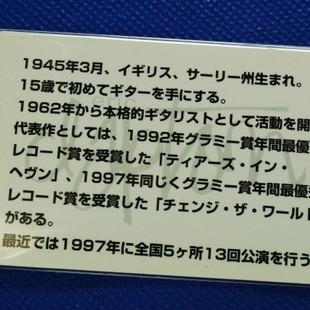 1945年3月、イギリス、サーリー州生まれ。
15歳で初めてギターを手にする。
1962年から本格的ギタリストとして活動を開
代表作としては、1992年グラミー賞年間最優
レコード賞を受賞した「ティアーズ・イン・
ヘヴン」、1997年同じくグラミー賞年間最優
レコード賞を受賞した「チェンジ・ザ・ワール
がある。
最近では1997年に全国5ヶ所13回公演を行う